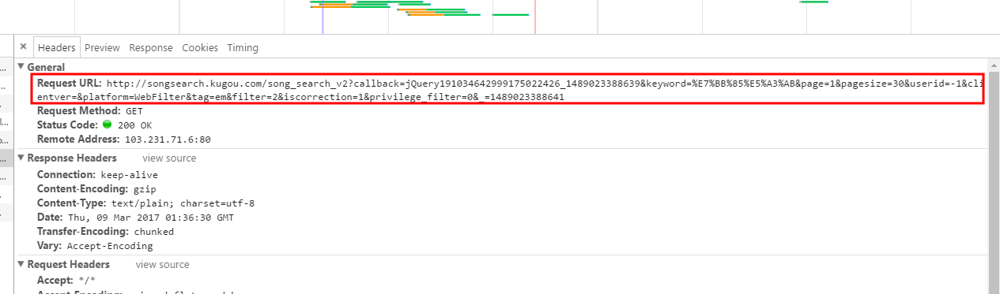 × Headers Preview Response Cookies Timing
General
Request URL: http://songsearch.kugou.com/song_search_v2?callback=jQuery191034642999175022426_1489023388639&keyword=%E7%BB%85%E5%A3%AB&page=1&pagesize=30&userid=-1&cli
entver=&platform=WebFilter&tag=em&filter=2&iscorrection=1&privilege_filter=0&_=1489023388641
Request Method: GET
Status Code: 200 OK
Remote Address: 103.231.71.6:80
Response Headers view source
Connection: keep-alive
Content-Encoding: gzip
Content-Type: text/plain; charset=utf-8
Date: Thu, 09 Mar 2017 01:36:30 GMT
Transfer-Encoding: chunked
Vary: Accept-Encoding
Request Headers view source
Accept: */*